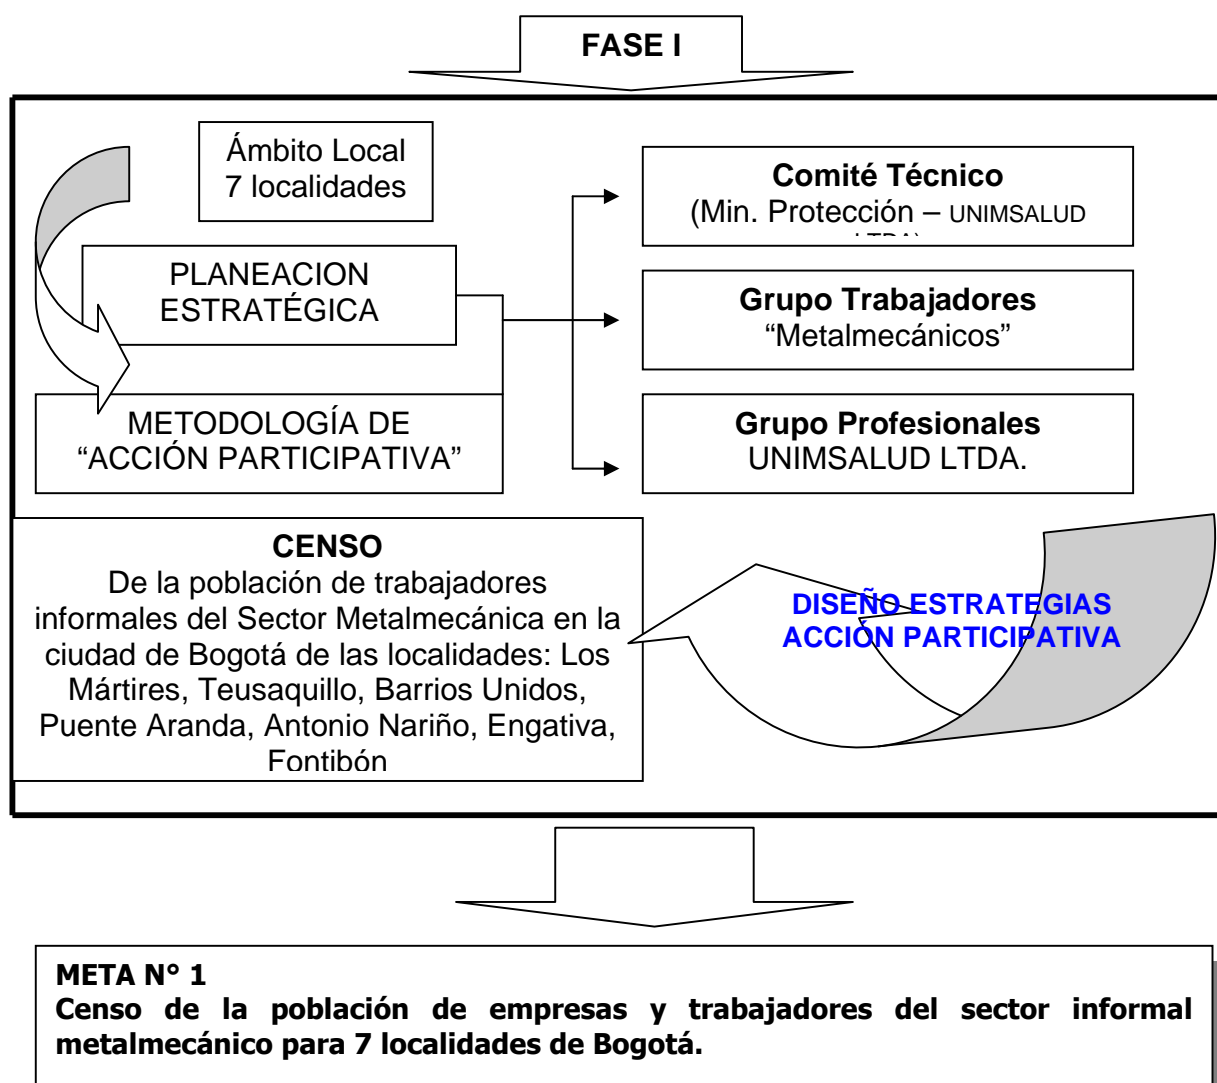 FASE I
Ámbito Local
7 localidades
PLANEACION
ESTRATÉGICA
METODOLOGÍA DE
“ACCIÓN PARTICIPATIVA”
Comité Técnico
(Min. Protección – UNIMSALUD
LTDA)
Grupo Trabajadores
“Metalmecánicos”
Grupo Profesionales
UNIMSALUD LTDA.
CENSO
De la población de trabajadores
informales del Sector Metalmecánica en la
ciudad de Bogotá de las localidades: Los
Mártires, Teusaquillo, Barrios Unidos,
Puente Aranda, Antonio Nariño, Engativa,
Fontibón
DISEÑO ESTRATEGIAS
ACCIÓN PARTICIPATIVA
META N° 1
Censo de la población de empresas y trabajadores del sector informal
metalmecánico para 7 localidades de Bogotá.